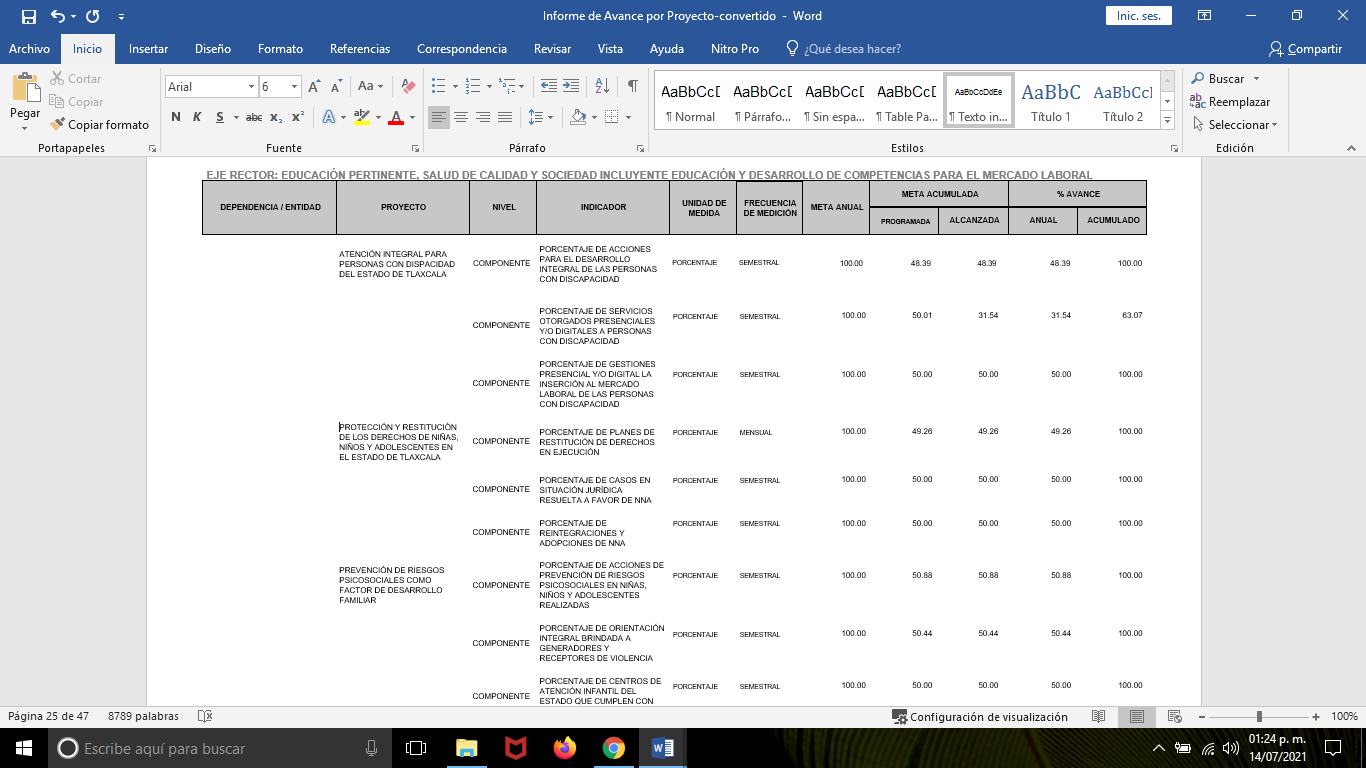 Informe de Avance por Proyecto-convertido - Word
Inic. ses.
Archivo Inicio Insertar Diseño Formato Referencias Correspondencia Revisar Vista Ayuda Nitro Pro ¿Qué desea hacer? Compartir
Pegar
Cortar
Copiar
Copiar formato
Portapapeles
Arial 6
Aa
N K S abc x₂ x²
A A
Fuente
Párrafo
AaBbCcI AaBbCcI AaBbCcI AaBbCcI AaBbCcDdEe AaBbC AaBbCcI
¶ Normal ¶ Párrafo... ¶ Sin espa... ¶ Table Pa... ¶ Texto in... Título 1 Título 2
Estilos
Buscar
Reemplazar
Seleccionar
Edición
EJE RECTOR: EDUCACIÓN PERTINENTE, SALUD DE CALIDAD Y SOCIEDAD INCLUYENTE EDUCACIÓN Y DESARROLLO DE COMPETENCIAS PARA EL MERCADO LABORAL
DEPENDENCIA / ENTIDAD
PROYECTO
NIVEL
INDICADOR
UNIDAD DE
MEDIDA
FRECUENCIA
DE MEDICIÓN
META ANUAL
META ACUMULADA
% AVANCE
PROGRAMADA ALCANZADA ANUAL ACUMULADO
ATENCIÓN INTEGRAL PARA
PERSONAS CON DISPACIDAD
DEL ESTADO DE TLAXCALA
COMPONENTE
PORCENTAJE DE ACCIONES
PARA EL DESARROLLO
INTEGRAL DE LAS PERSONAS
CON DISCAPACIDAD
PORCENTAJE SEMESTRAL 100.00 48.39 48.39 48.39 100.00
COMPONENTE
PORCENTAJE DE SERVICIOS
OTORGADOS PRESENCIALES
Y/O DIGITALES A PERSONAS
CON DISCAPACIDAD
PORCENTAJE SEMESTRAL 100.00 50.01 31.54 31.54 63.07
COMPONENTE
PORCENTAJE DE GESTIONES
PRESENCIAL Y/O DIGITAL LA
INSERCIÓN AL MERCADO
LABORAL DE LAS PERSONAS
CON DISCAPACIDAD
PORCENTAJE SEMESTRAL 100.00 50.00 50.00 50.00 100.00
PROTECCIÓN Y RESTITUCIÓN
DE LOS DERECHOS DE NIÑAS,
NIÑOS Y ADOLESCENTES EN
EL ESTADO DE TLAXCALA
COMPONENTE
PORCENTAJE DE PLANES DE
RESTITUCIÓN DE DERECHOS
EN EJECUCIÓN
PORCENTAJE MENSUAL 100.00 49.26 49.26 49.26 100.00
COMPONENTE
PORCENTAJE DE CASOS EN
SITUACIÓN JURÍDICA
RESUELTA A FAVOR DE NNA
PORCENTAJE SEMESTRAL 100.00 50.00 50.00 50.00 100.00
COMPONENTE
PORCENTAJE DE
REINTEGRACIONES Y
ADOPCIONES DE NNA
PORCENTAJE SEMESTRAL 100.00 50.00 50.00 50.00 100.00
PREVENCIÓN DE RIESGOS
PSICOSOCIALES COMO
FACTOR DE DESARROLLO
FAMILIAR
COMPONENTE
PORCENTAJE DE ACCIONES DE
PREVENCIÓN DE RIESGOS
PSICOSOCIALES EN NIÑAS,
NIÑOS Y ADOLESCENTES
REALIZADAS
PORCENTAJE SEMESTRAL 100.00 50.88 50.88 50.88 100.00
COMPONENTE
PORCENTAJE DE ORIENTACIÓN
INTEGRAL BRINDADA A
GENERADORES Y
RECEPTORES DE VIOLENCIA
PORCENTAJE SEMESTRAL 100.00 50.44 50.44 50.44 100.00
COMPONENTE
PORCENTAJE DE CENTROS DE
ATENCIÓN INFANTIL DEL
ESTADO QUE CUMPLEN CON
PORCENTAJE SEMESTRAL 100.00 50.00 50.00 50.00 100.00
Página 25 de 47 8789 palabras
Configuración de visualización
100%
Escribe aquí para buscar
01:24 p. m.
14/07/2021